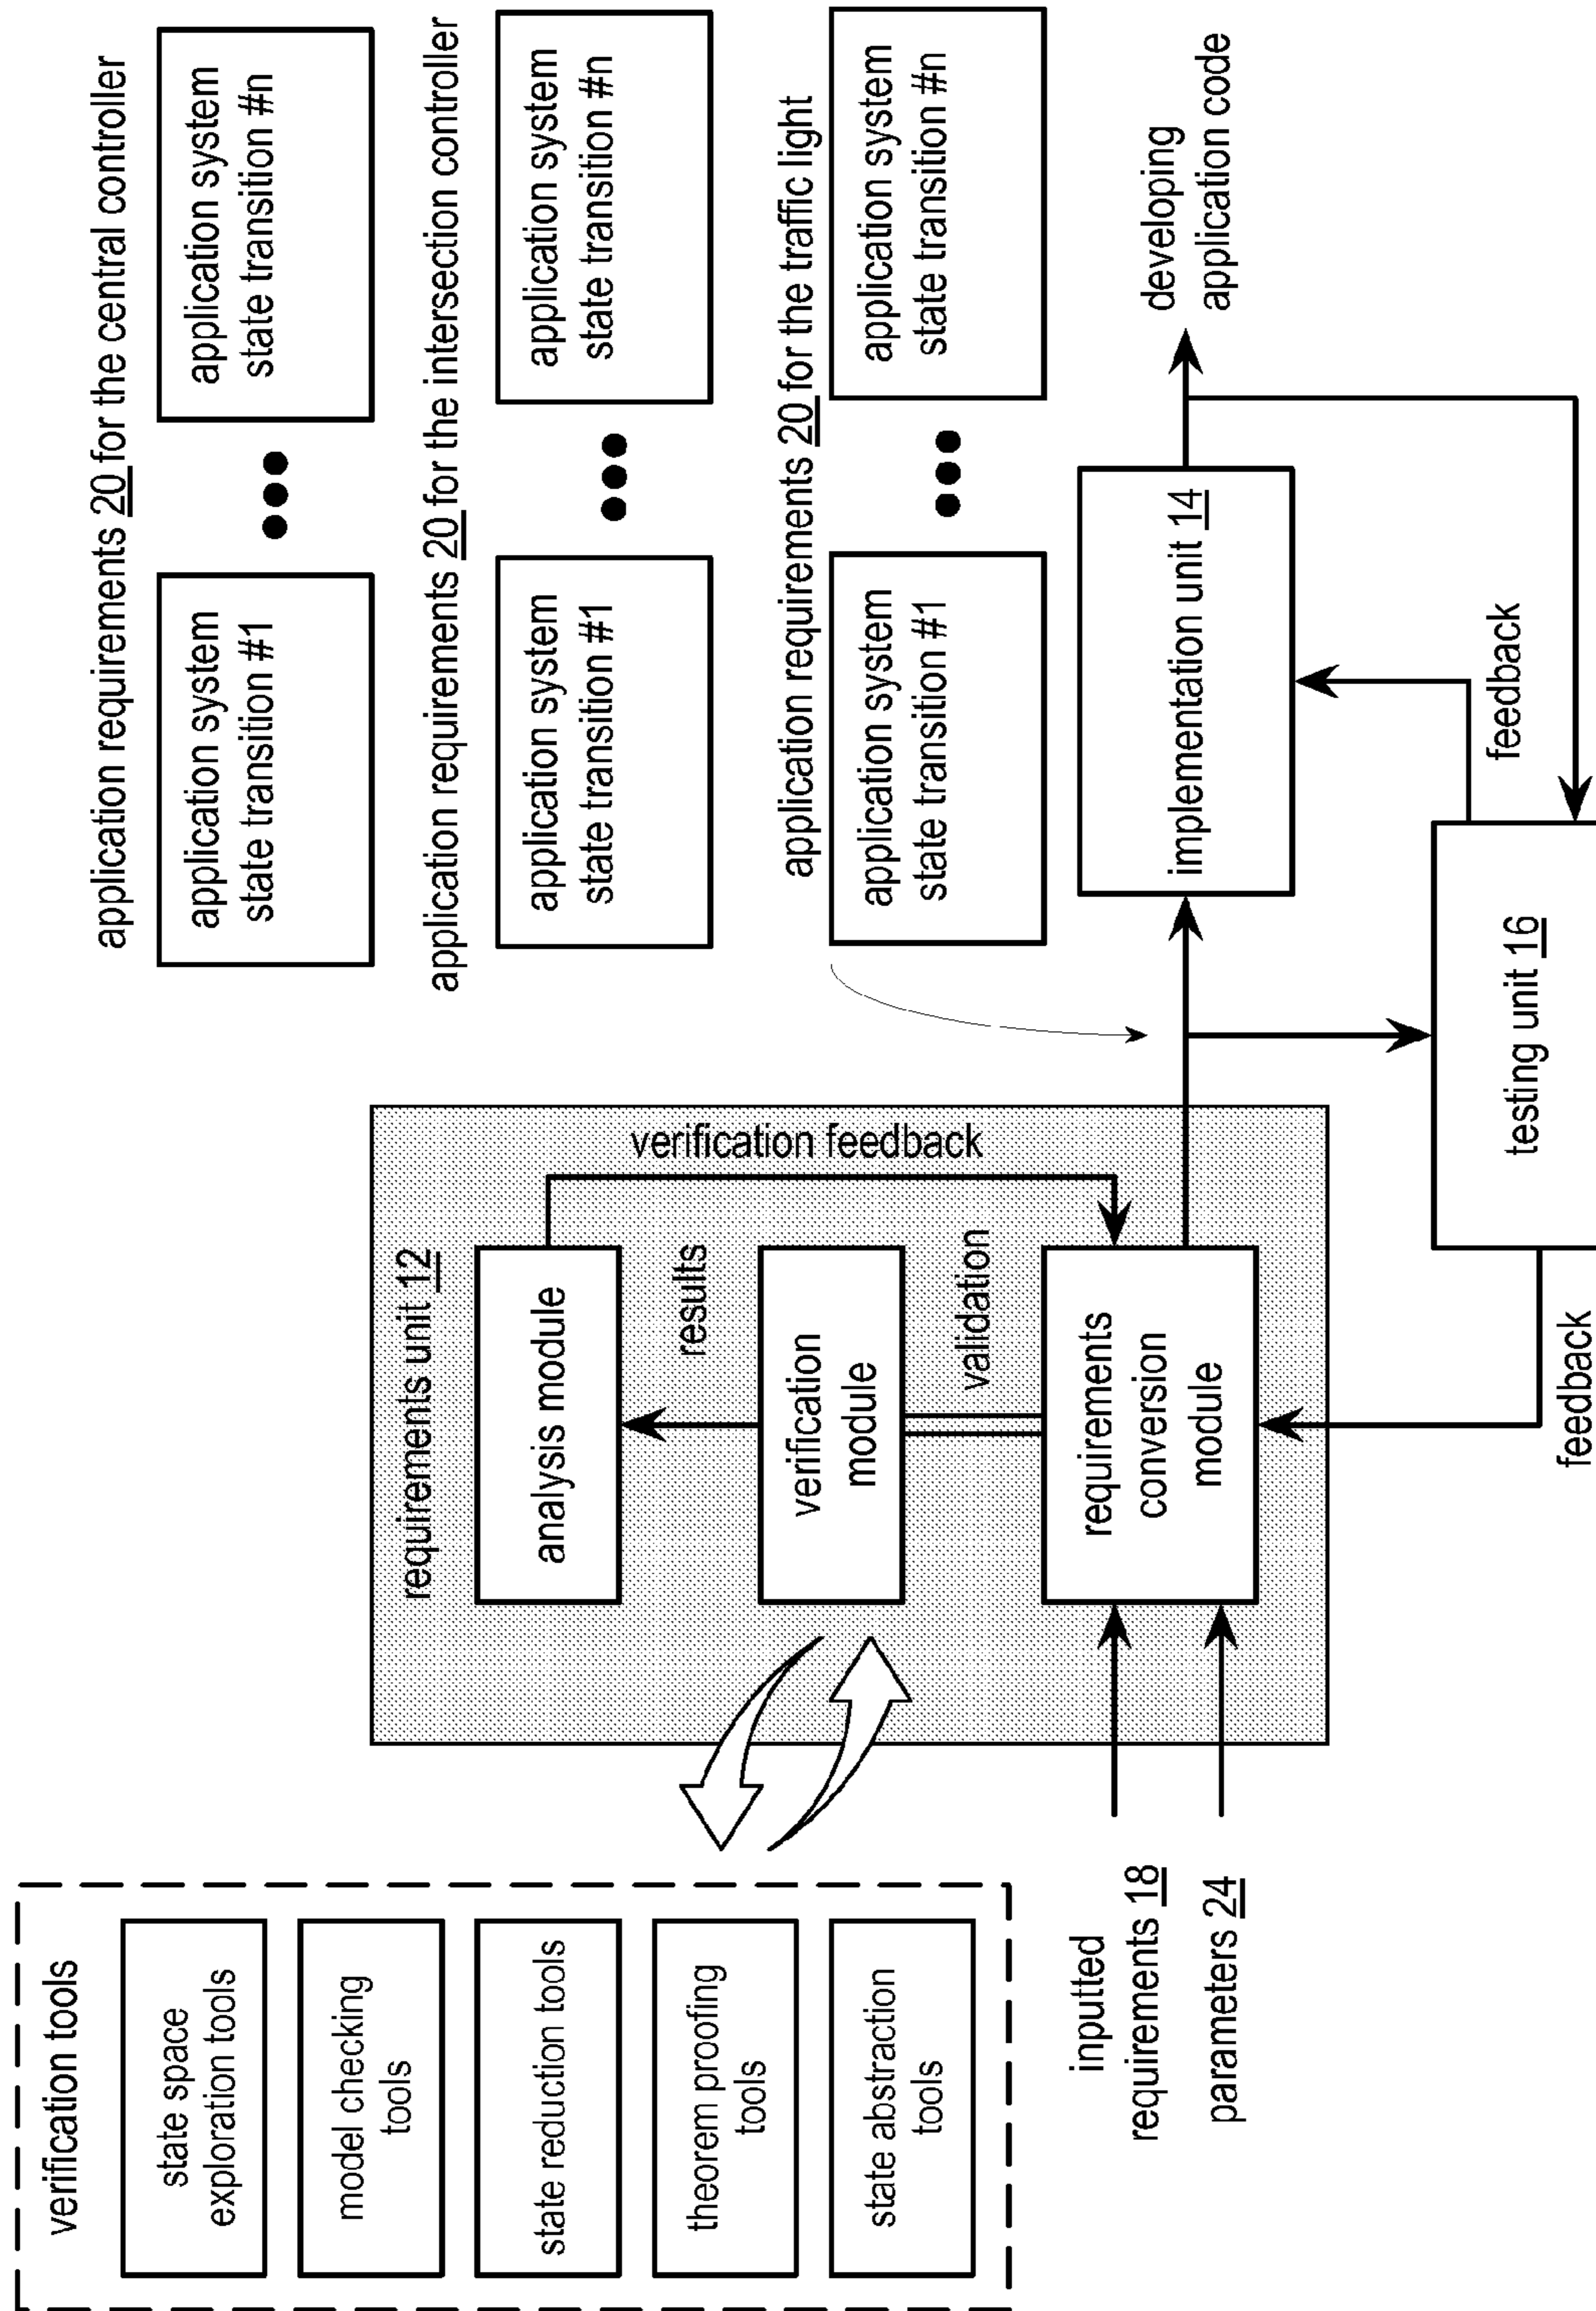 verification tools
state space
exploration tools
model checking
tools
state reduction tools
theorem proofing
tools
state abstraction
tools
inputted
requirements 18
parameters 24
requirements unit 12
analysis module
results
verification
module
validation
requirements
conversion
module
verification feedback
feedback
application requirements 20 for the central controller
application system
state transition #1
application system
state transition #n
application requirements 20 for the intersection controller
application system
state transition #1
application system
state transition #n
application requirements 20 for the traffic light
application system
state transition #1
application system
state transition #n
implementation unit 14
developing
application code
testing unit 16
feedback